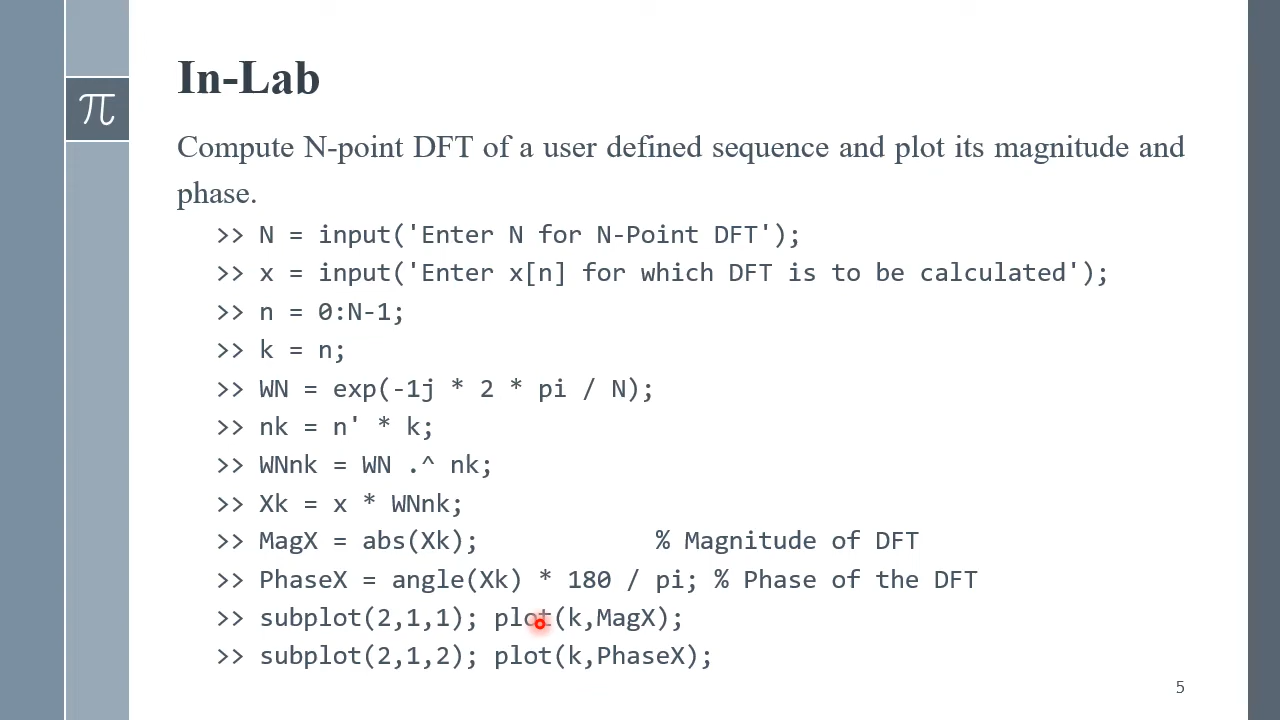 In-Lab
π
Compute N-point DFT of a user defined sequence and plot its magnitude and
phase.
>> N = input('Enter N for N-Point DFT');
>> x = input('Enter x[n] for which DFT is to be calculated');
>> n = 0:N-1;
>> k = n;
>> WN = exp(-1j * 2 * pi / N);
>> nk = n' * k;
>> WNnk = WN .^ nk;
>> Xk = x * WNnk;
>> MagX = abs(Xk); % Magnitude of DFT
>> PhaseX = angle(Xk) * 180 / pi; % Phase of the DFT
>> subplot(2,1,1); plot(k,MagX);
>> subplot(2,1,2); plot(k,PhaseX);
5